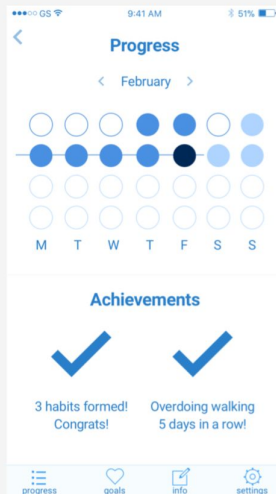 GS 9:41 AM 51%
Progress
< February >
M T W T F S S
Achievements
3 habits formed!
Congrats!
Overdoing walking
5 days in a row!
progress goals info settings